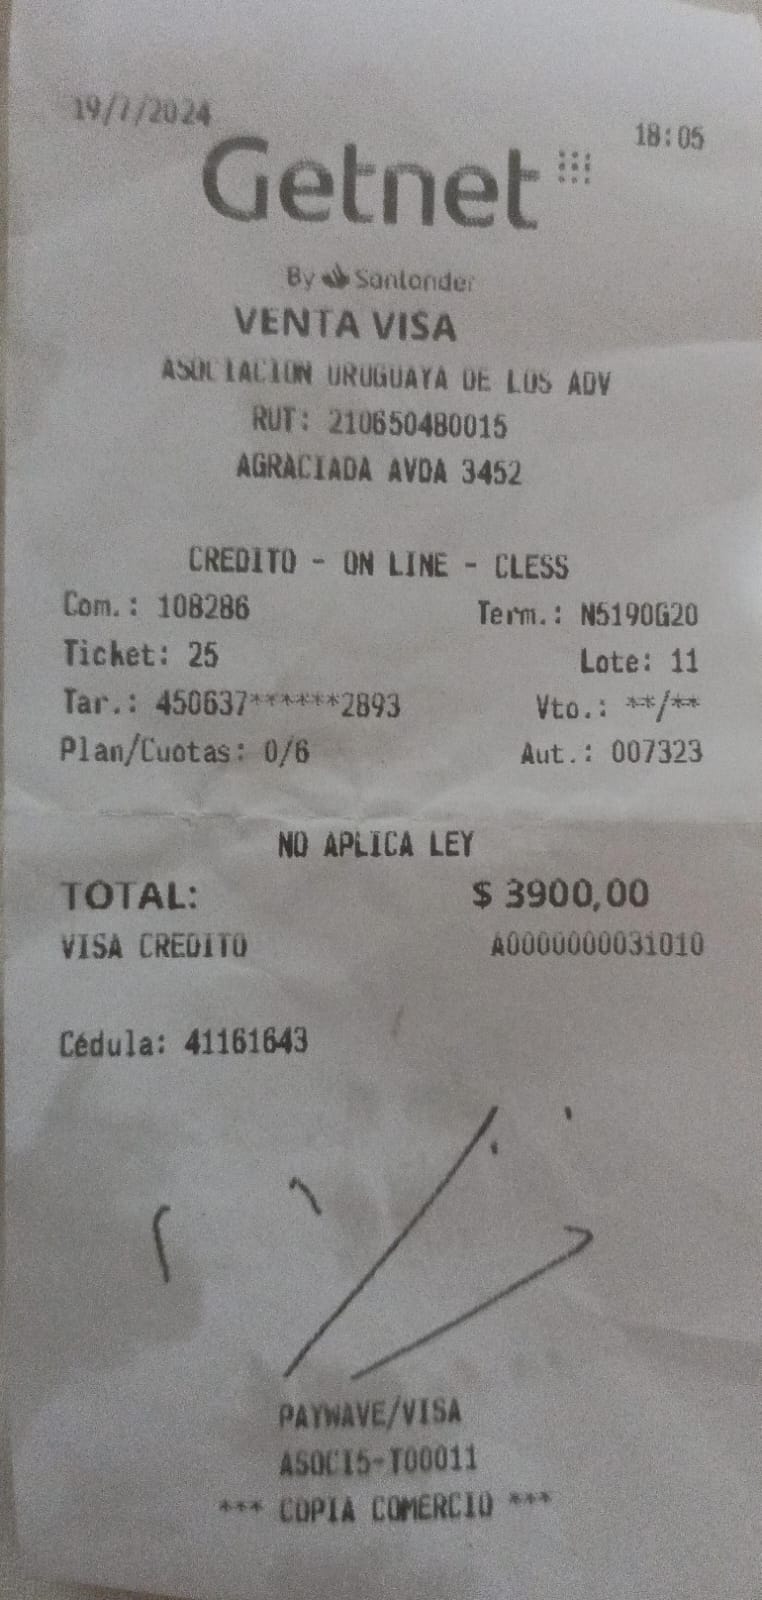 19/7/2024 18:05
Getnet
By Santander
VENTA VISA
ASOCIACION URUGUAYA DE LOS ADV
RUT: 210650480015
AGRACIADA AVDA 3452
CREDITO - ON LINE - CLESS
Com.: 108286 Term.: N5190G20
Ticket: 25 Lote: 11
Tar.: 450637******2893 Vto.: **/**
Plan/Cuotas: 0/6 Aut.: 007323
NO APLICA LEY
TOTAL: $ 3900,00
VISA CREDITO A0000000031010
Cédula: 41161643
PAYWAVE/VISA
ASOCI5-T00011
*** COPIA COMERCIO ***